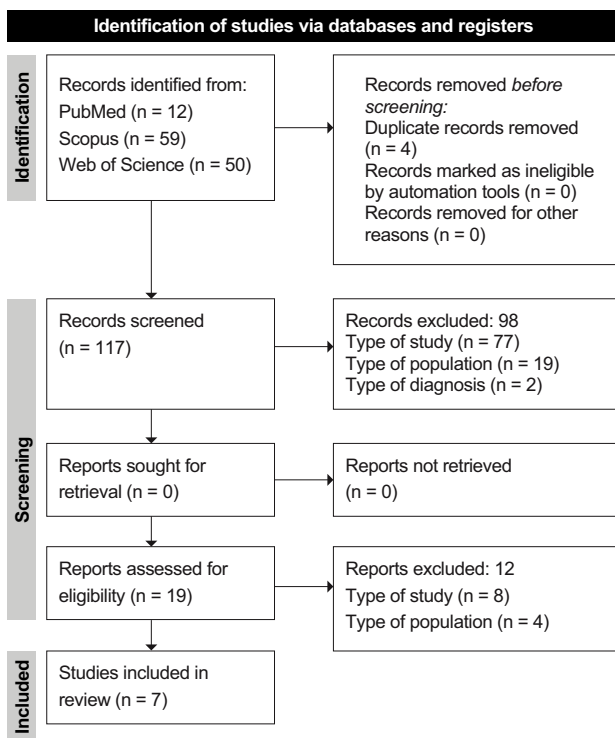 Identification of studies via databases and registers
Identification
Records identified from:
PubMed (n = 12)
Scopus (n = 59)
Web of Science (n = 50)
Records removed before
screening:
Duplicate records removed
(n = 4)
Records marked as ineligible
by automation tools (n = 0)
Records removed for other
reasons (n = 0)
Screening
Records screened
(n = 117)
Records excluded: 98
Type of study (n = 77)
Type of population (n = 19)
Type of diagnosis (n = 2)
Reports sought for
retrieval (n = 0)
Reports not retrieved
(n = 0)
Reports assessed for
eligibility (n = 19)
Reports excluded: 12
Type of study (n = 8)
Type of population (n = 4)
Included
Studies included in
review (n = 7)